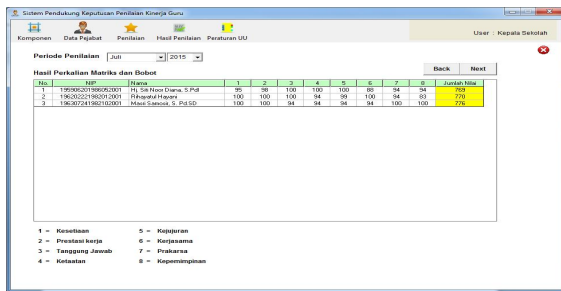 Sistem Pendukung Keputusan Penilaian Kinerja Guru
Komponen Data Pejabat Penilaian Hasil Penilaian Peraturan UU
User : Kepala Sekolah
Periode Penilaian Juli 2015
Back Next
Hasil Perkalian Matriks dan Bobot
No. NIP Nama 1 2 3 4 5 6 7 8 Jumlah Nilai
1 195906201986052001 Hj. Siti Noor Diana, S.PdI 95 98 100 100 100 88 94 94 769
2 196202221982012001 Rihayatul Hayani 100 100 100 94 99 100 94 83 770
3 196307241982102001 S. Pd.SD 100 100 94 94 94 94 100 100 776
1 = Kesetiaan
2 = Prestasi kerja
3 = Tanggung Jawab
4 = Ketaatan
5 = Kejujuran
6 = Kerjasama
7 = Prakarsa
8 = Kepemimpinan